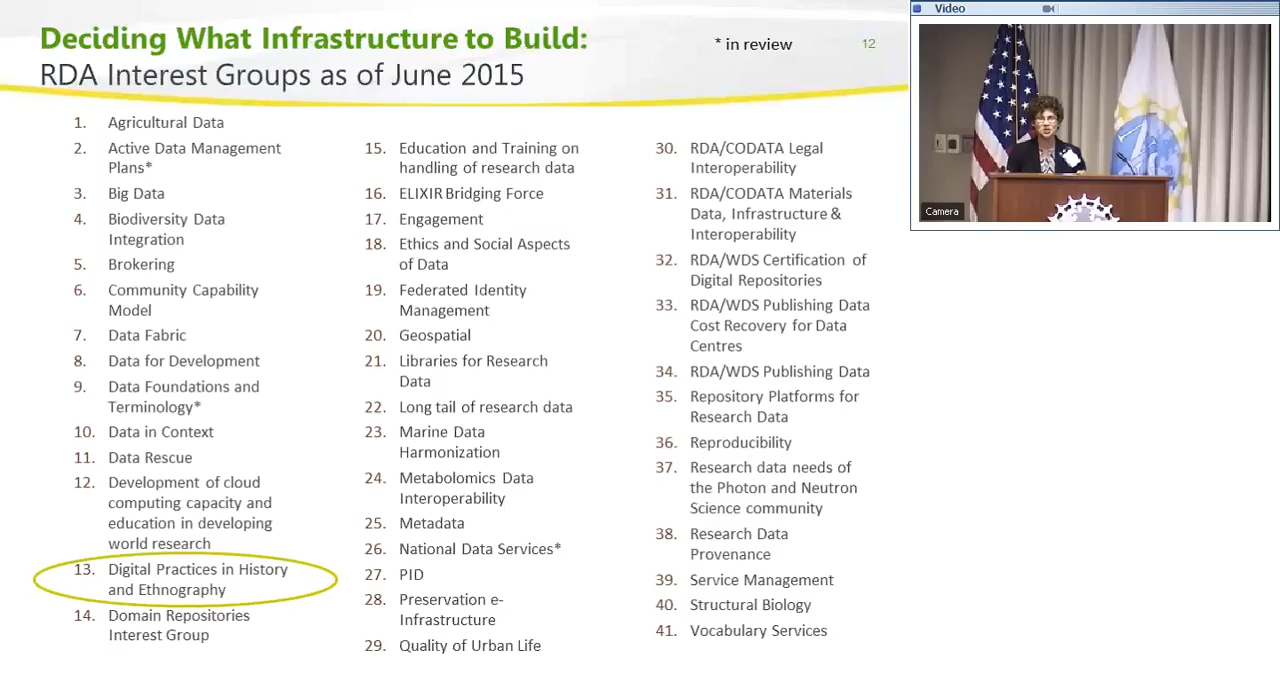 Deciding What Infrastructure to Build:
RDA Interest Groups as of June 2015
* in review
12
1. Agricultural Data
2. Active Data Management
Plans*
3. Big Data
4. Biodiversity Data
Integration
5. Brokering
6. Community Capability
Model
7. Data Fabric
8. Data for Development
9. Data Foundations and
Terminology*
10. Data in Context
11. Data Rescue
12. Development of cloud
computing capacity and
education in developing
world research
13. Digital Practices in History
and Ethnography
14. Domain Repositories
Interest Group
15. Education and Training on
handling of research data
16. ELIXIR Bridging Force
17. Engagement
18. Ethics and Social Aspects
of Data
19. Federated Identity
Management
20. Geospatial
21. Libraries for Research
Data
22. Long tail of research data
23. Marine Data
Harmonization
24. Metabolomics Data
Interoperability
25. Metadata
26. National Data Services*
27. PID
28. Preservation e-
Infrastructure
29. Quality of Urban Life
30. RDA/CODATA Legal
Interoperability
31. RDA/CODATA Materials
Data, Infrastructure &
Interoperability
32. RDA/WDS Certification of
Digital Repositories
33. RDA/WDS Publishing Data
Cost Recovery for Data
Centres
34. RDA/WDS Publishing Data
35. Repository Platforms for
Research Data
36. Reproducibility
37. Research data needs of
the Photon and Neutron
Science community
38. Research Data
Provenance
39. Service Management
40. Structural Biology
41. Vocabulary Services
Video
Camera